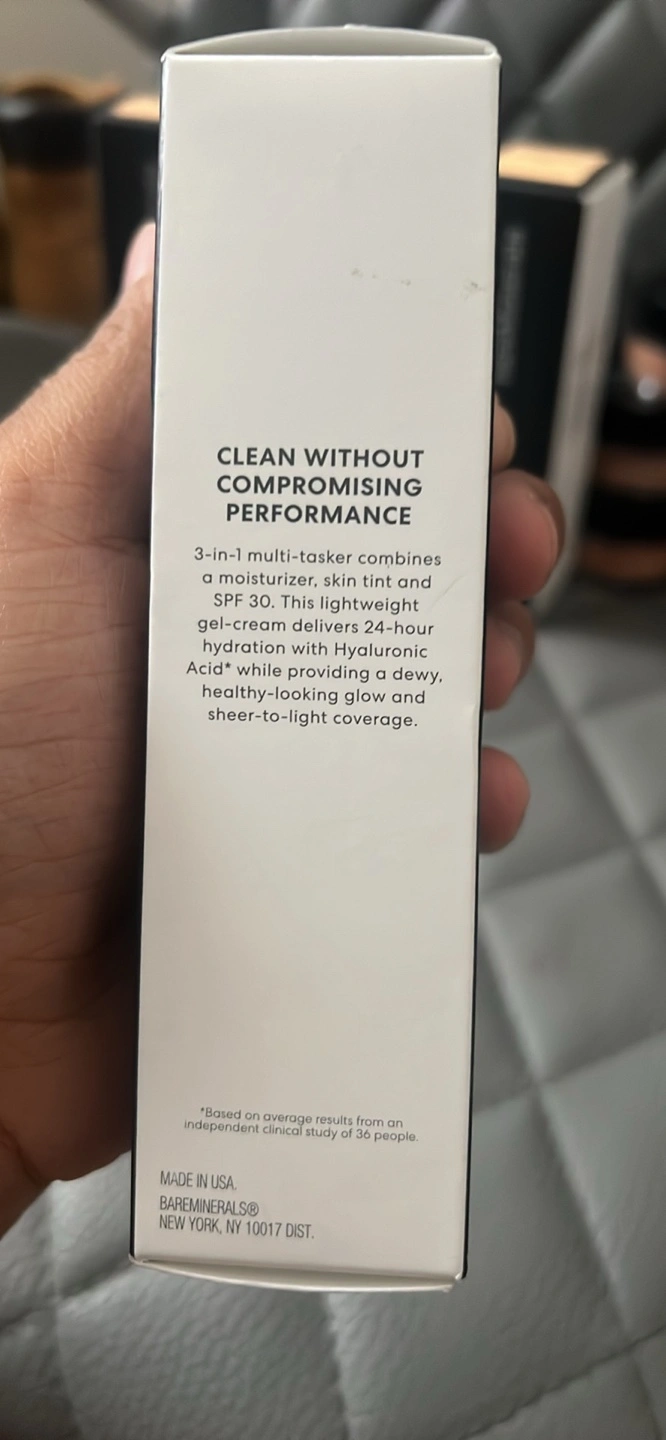 CLEAN WITHOUT
COMPROMISING
PERFORMANCE
3-in-1 multi-tasker combines
a moisturizer, skin tint and
SPF 30. This lightweight
gel-cream delivers 24-hour
hydration with Hyaluronic
Acid* while providing a dewy,
healthy-looking glow and
sheer-to-light coverage.
*Based on average results from an
independent clinical study of 36 people.
MADE IN USA.
BAREMINERALS®
NEW YORK, NY 10017 DIST.